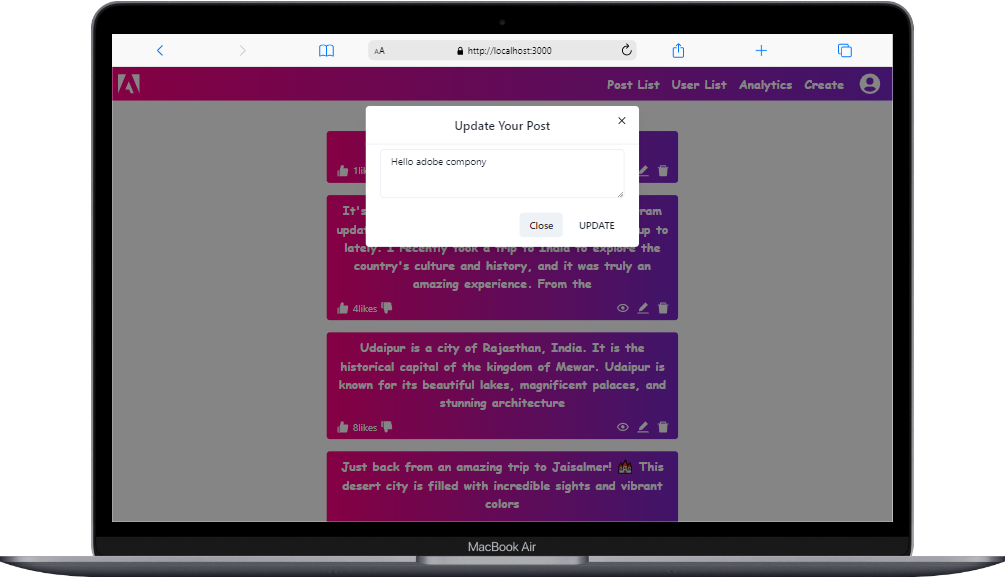 AA http://localhost:3000
Post List User List Analytics Create
Update Your Post
Hello adobe compony
Close UPDATE
It's ram
updat up to
lately. I recently took a trip to India to explore the
country's culture and history, and it was truly an
amazing experience. From the
4likes
Udaipur is a city of Rajasthan, India. It is the
historical capital of the kingdom of Mewar. Udaipur is
known for its beautiful lakes, magnificent palaces, and
stunning architecture
8likes
Just back from an amazing trip to Jaisalmer! 🏰 This
desert city is filled with incredible sights and vibrant
colors
MacBook Air